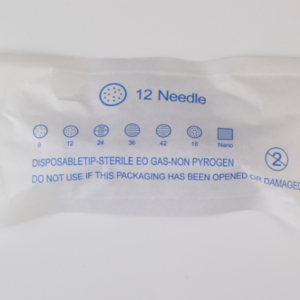 12 Needle
9 12 24 36 42 18 Nano
DISPOSABLETIP-STERILE EO GAS-NON PYROGEN
2
DO NOT USE IF THIS PACKAGING HAS BEEN OPENED OR DAMAGED